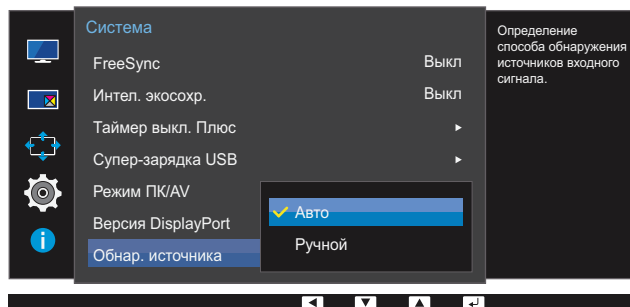 Система
FreeSync Выкл
Интел. экосохр. Выкл
Таймер выкл. Плюс
Супер-зарядка USB
Режим ПК/AV
Версия DisplayPort
Обнар. источника
Авто
Ручной
Определение
способа обнаружения
источников входного
сигнала.